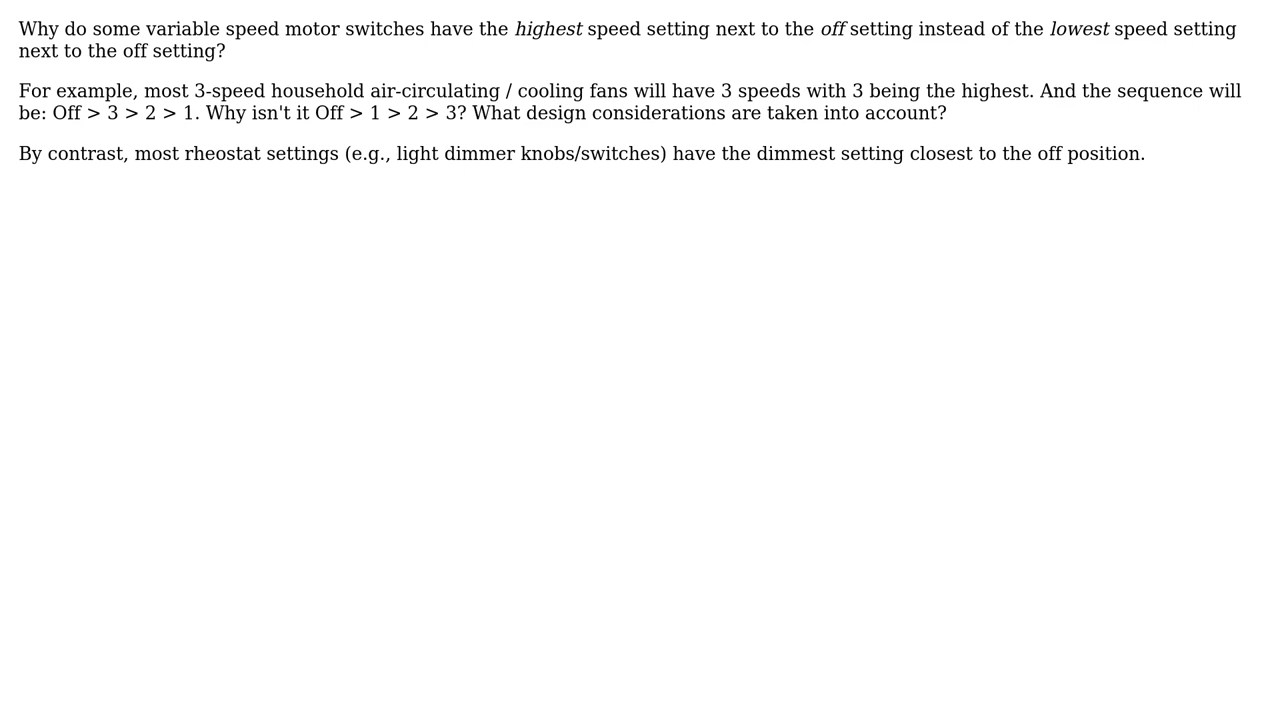 Why do some variable speed motor switches have the highest speed setting next to the off setting instead of the lowest speed setting
next to the off setting?
For example, most 3-speed household air-circulating / cooling fans will have 3 speeds with 3 being the highest. And the sequence will
be: Off > 3 > 2 > 1. Why isn't it Off > 1 > 2 > 3? What design considerations are taken into account?
By contrast, most rheostat settings (e.g., light dimmer knobs/switches) have the dimmest setting closest to the off position.